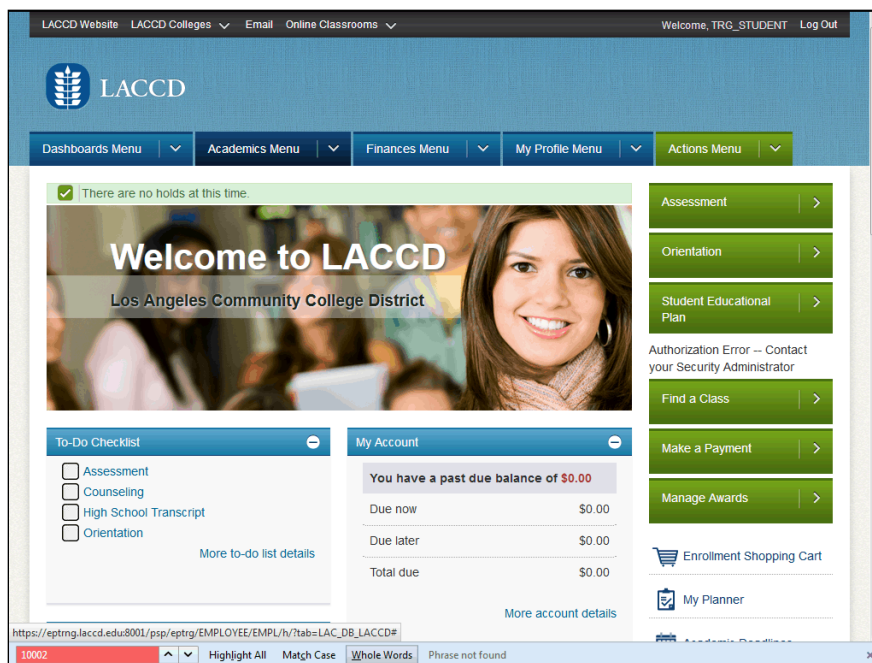 LACCD Website LACCD Colleges Email Online Classrooms Welcome, TRG_STUDENT Log Out
LACCD
Dashboards Menu Academics Menu Finances Menu My Profile Menu Actions Menu
There are no holds at this time.
Welcome to LACCD
Los Angeles Community College District
Assessment
Orientation
Student Educational
Plan
Authorization Error -- Contact
your Security Administrator
Find a Class
Make a Payment
Manage Awards
Enrollment Shopping Cart
My Planner
Academic Deadlines
To-Do Checklist
Assessment
Counseling
High School Transcript
Orientation
More to-do list details
My Account
You have a past due balance of $0.00
Due now $0.00
Due later $0.00
Total due $0.00
More account details
https://eptrng.laccd.edu:8001/psp/eptrg/EMPLOYEE/EMPL/h/?tab=LAC_DB_LACCD#
10002 Highlight All Match Case Whole Words Phrase not found